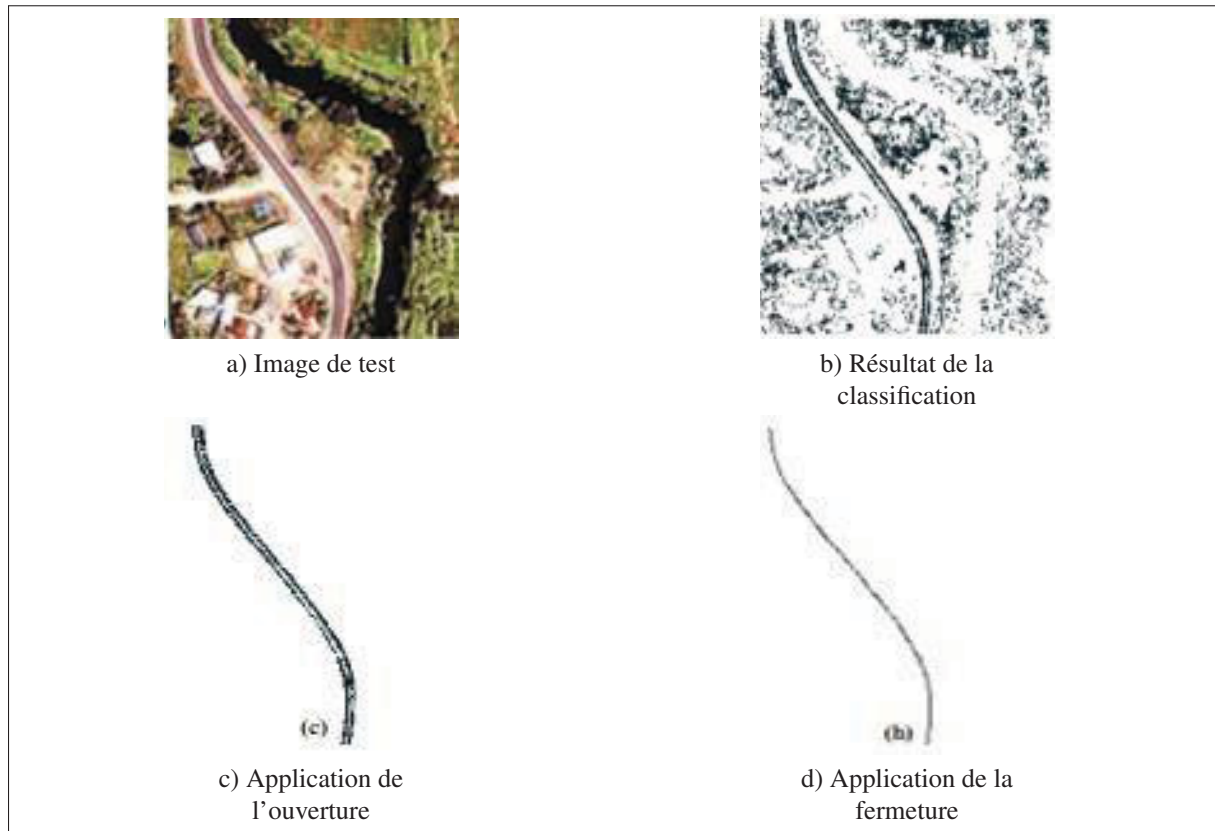 a) Image de test
b) Résultat de la
classification
(c)
(h)
c) Application de
l'ouverture
d) Application de la
fermeture